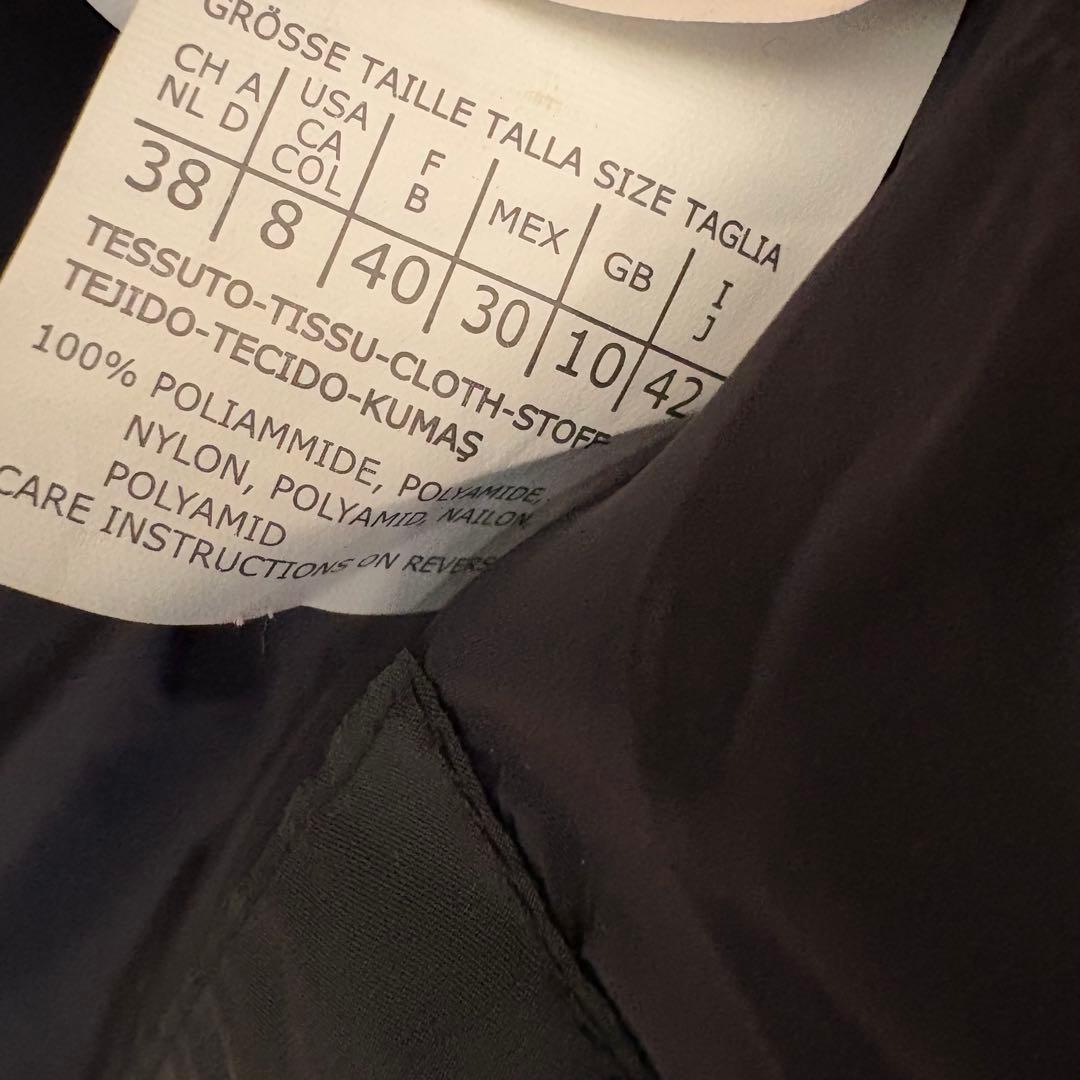 GRÖSSE TAILLE TALLA SIZE TAGLIA
CH A USA F MEX GB I
NL D CA B J
COL
38 8 40 30 10 42
TESSUTO-TISSU-CLOTH-STOFF
TEJIDO-TECIDO-KUMAŞ
100% POLIAMMIDE, POLYAMIDE,
NYLON, POLYAMID, NAILON,
POLYAMID
CARE INSTRUCTIONS ON REVERSE